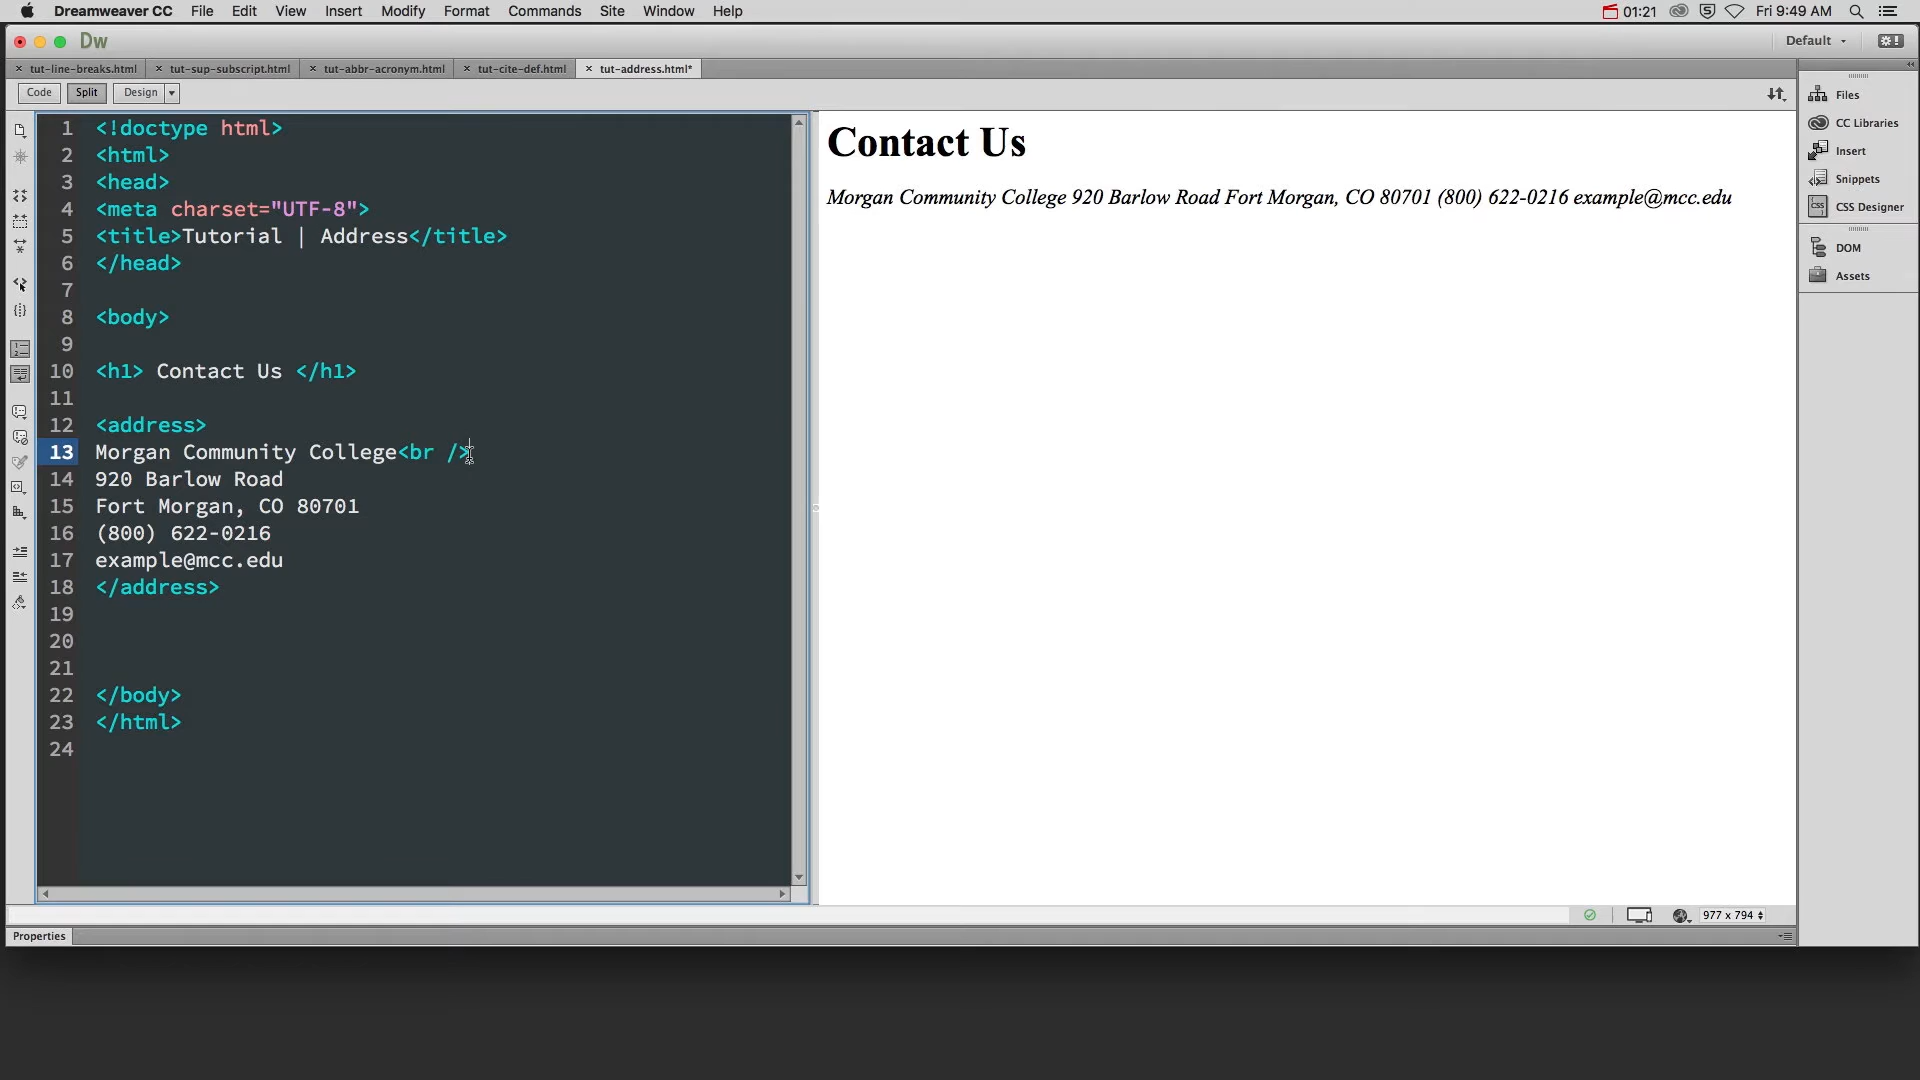 Dreamweaver CC File Edit View Insert Modify Format Commands Site Window Help 01:21 Fri 9:49 AM
Dw Default
tut-line-breaks.html tut-sup-subscript.html tut-abbr-acronym.html tut-cite-def.html tut-address.html*
Code Split Design
1 <!doctype html>
2 <html>
3 <head>
4 <meta charset="UTF-8">
5 <title>Tutorial | Address</title>
6 </head>
7
8 <body>
9
10 <h1> Contact Us </h1>
11
12 <address>
13 Morgan Community College<br />
14 920 Barlow Road
15 Fort Morgan, CO 80701
16 (800) 622-0216
17 example@mcc.edu
18 </address>
19
20
21
22 </body>
23 </html>
24
Contact Us
Morgan Community College 920 Barlow Road Fort Morgan, CO 80701 (800) 622-0216 example@mcc.edu
Files
CC Libraries
Insert
Snippets
CSS Designer
DOM
Assets
977 x 794
Properties